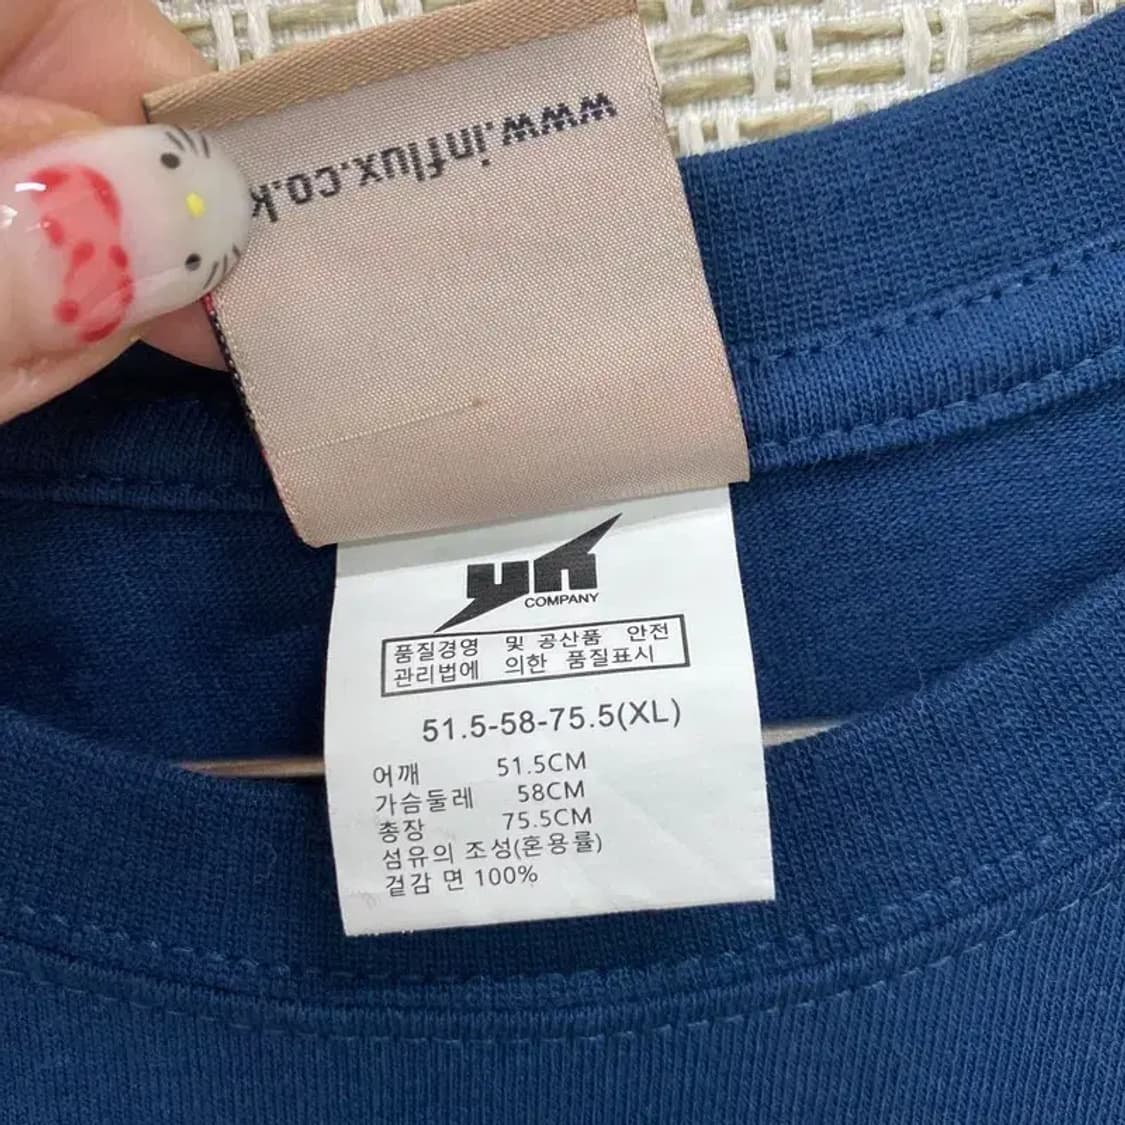 www.influx.co.k
yh
COMPANY
품질경영 및 공산품 안전
관리법에 의한 품질표시
51.5-58-75.5(XL)
어깨 51.5CM
가슴둘레 58CM
총장 75.5CM
섬유의 조성(혼용률)
겉감 면 100%